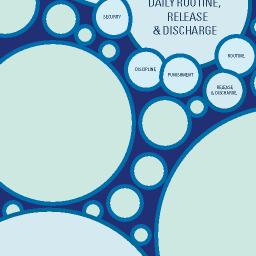 DAILY ROUTINE,
RELEASE
& DISCHARGE
SECURITY
ROUTINE,
DISCIPLINE
PUNISHMENT
RELEASE
& DISCHARGE,